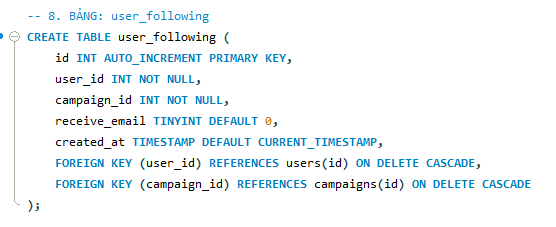 -- 8. BẢNG: user_following
CREATE TABLE user_following (
id INT AUTO_INCREMENT PRIMARY KEY,
user_id INT NOT NULL,
campaign_id INT NOT NULL,
receive_email TINYINT DEFAULT 0,
created_at TIMESTAMP DEFAULT CURRENT_TIMESTAMP,
FOREIGN KEY (user_id) REFERENCES users(id) ON DELETE CASCADE,
FOREIGN KEY (campaign_id) REFERENCES campaigns(id) ON DELETE CASCADE
);